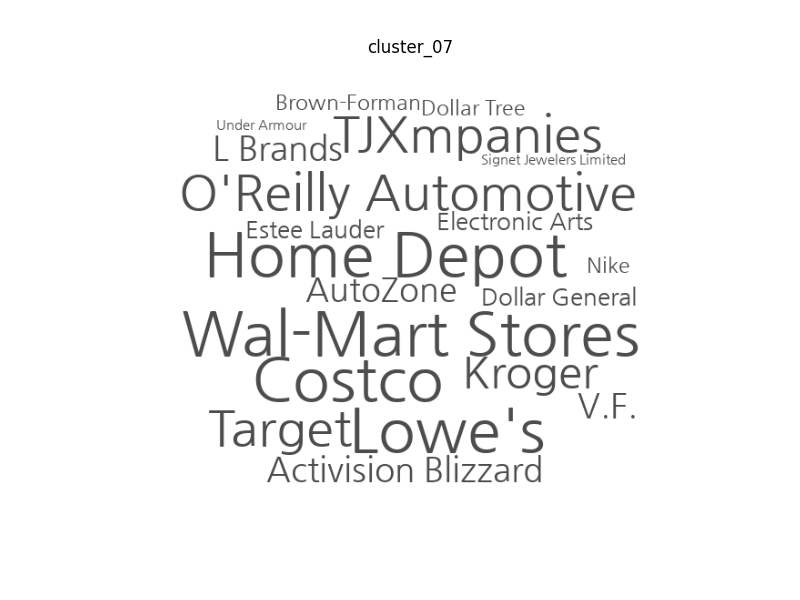 cluster_07
Brown-Forman Dollar Tree
Under Armour TJXmpanies
L Brands Signet Jewelers Limited
O'Reilly Automotive
Estee Lauder Electronic Arts
Home Depot Nike
AutoZone Dollar General
Wal-Mart Stores
Costco Kroger
V.F.
Target Lowe's
Activision Blizzard